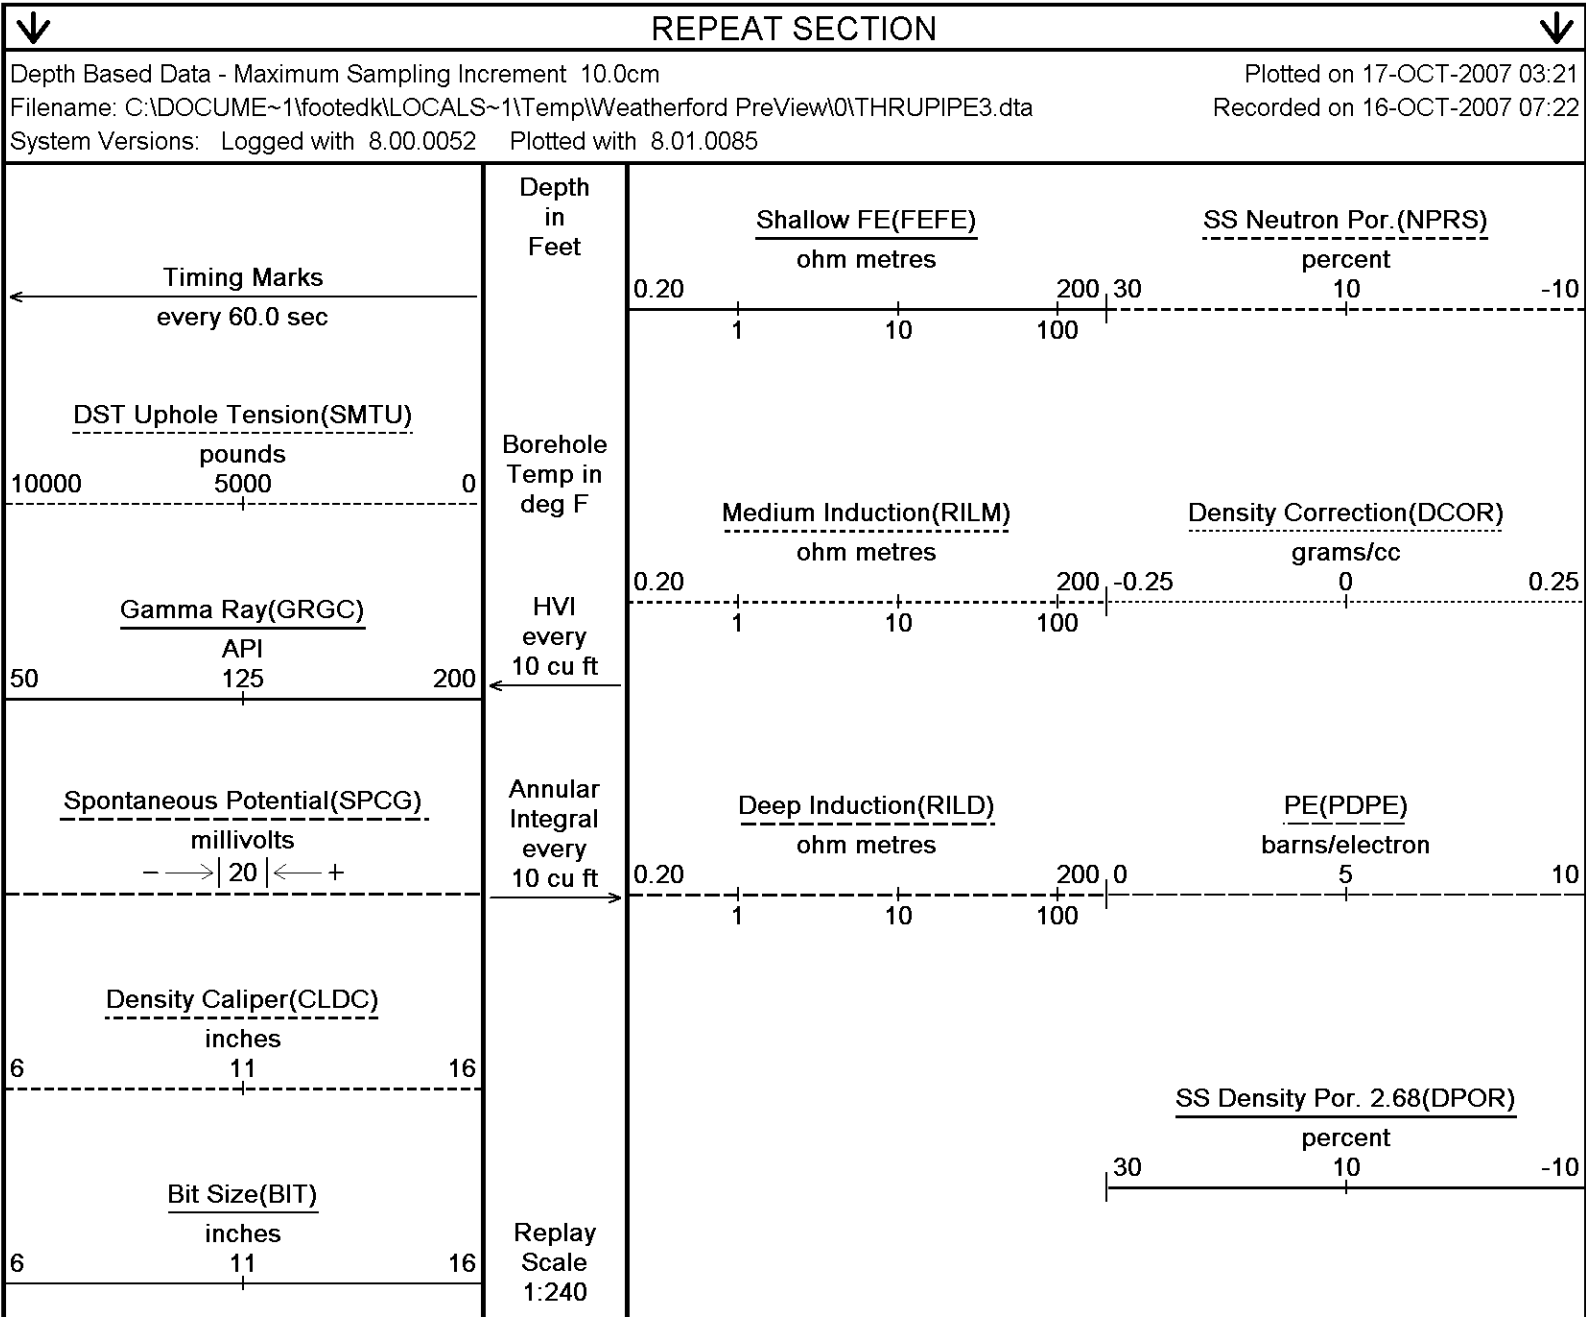 REPEAT SECTION
Depth Based Data - Maximum Sampling Increment 10.0cm
Plotted on 17-OCT-2007 03:21
Filename: C:\DOCUME~1\footedk\LOCALS~1\Temp\Weatherford PreView\0\THRUPIPE3.dta
Recorded on 16-OCT-2007 07:22
System Versions: Logged with 8.00.0052 Plotted with 8.01.0085
Timing Marks
every 60.0 sec
DST Uphole Tension(SMTU)
pounds
10000 5000 0
Gamma Ray(GRGC)
API
50 125 200
Spontaneous Potential(SPCG)
millivolts
− →| 20 |← +
Density Caliper(CLDC)
inches
6 11 16
Bit Size(BIT)
inches
6 11 16
Depth
in
Feet
Borehole
Temp in
deg F
HVI
every
10 cu ft
Annular
Integral
every
10 cu ft
Replay
Scale
1:240
Shallow FE(FEFE)
ohm metres
0.20 200
1 10 100
Medium Induction(RILM)
ohm metres
0.20 200
1 10 100
Deep Induction(RILD)
ohm metres
0.20 200
1 10 100
SS Neutron Por.(NPRS)
percent
30 10 -10
Density Correction(DCOR)
grams/cc
-0.25 0 0.25
PE(PDPE)
barns/electron
0 5 10
SS Density Por. 2.68(DPOR)
percent
30 10 -10